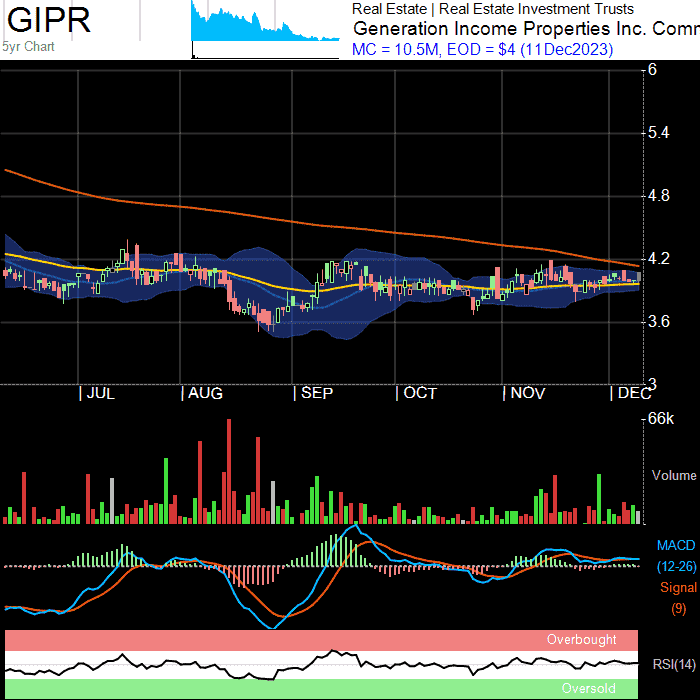 GIPR
5yr Chart
Real Estate | Real Estate Investment Trusts
Generation Income Properties Inc. Comm
MC = 10.5M, EOD = $4 (11Dec2023)
6
5.4
4.8
4.2
3.6
3
JUL
AUG
SEP
OCT
NOV
DEC
66k
Volume
MACD
(12-26)
Signal
(9)
Overbought
RSI(14)
Oversold